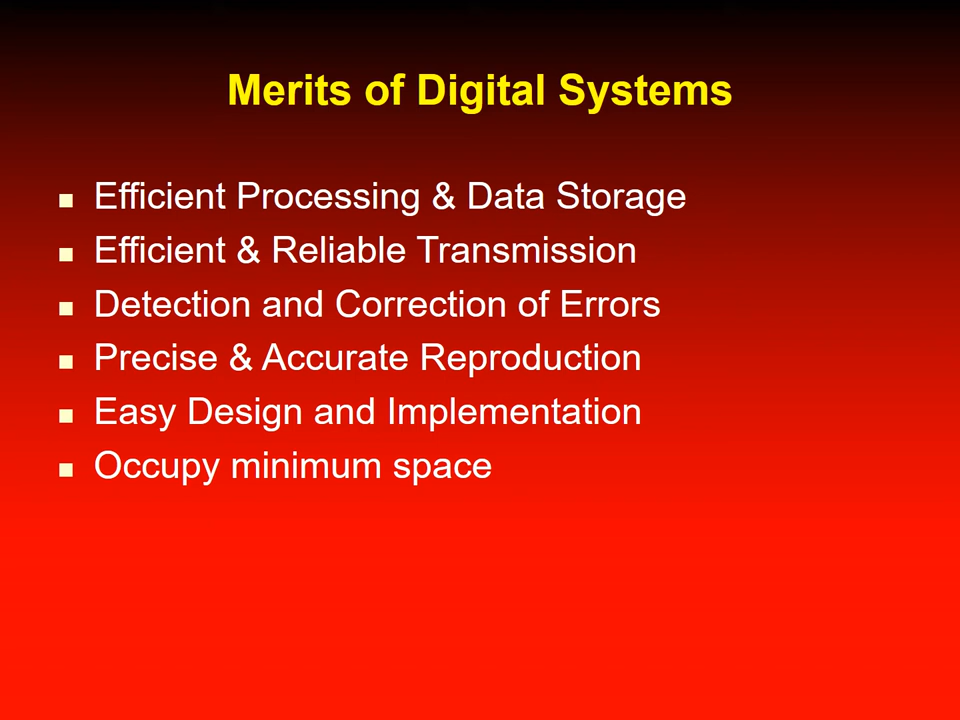 Merits of Digital Systems
Efficient Processing & Data Storage
Efficient & Reliable Transmission
Detection and Correction of Errors
Precise & Accurate Reproduction
Easy Design and Implementation
Occupy minimum space